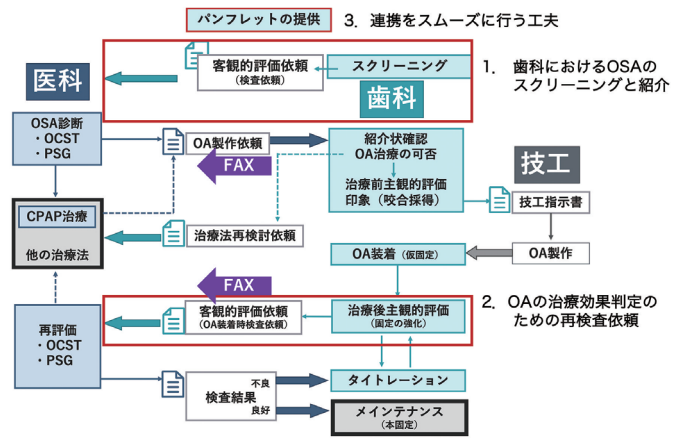 パンフレットの提供
3．連携をスムーズに行う工夫
医科
客観的評価依頼
（検査依頼）
スクリーニング
歯科
1．歯科におけるOSAの
スクリーニングと紹介
OSA診断
・OCST
・PSG
OA製作依頼
FAX
紹介状確認
OA治療の可否
治療前主観的評価
印象（咬合採得）
技工
技工指示書
CPAP治療
他の治療法
治療法再検討依頼
OA装着（仮固定）
OA製作
FAX
再評価
・OCST
・PSG
客観的評価依頼
（OA装着時検査依頼）
治療後主観的評価
（固定の強化）
2．OAの治療効果判定の
ための再検査依頼
検査結果
不良
良好
タイトレーション
メインテナンス
（本固定）